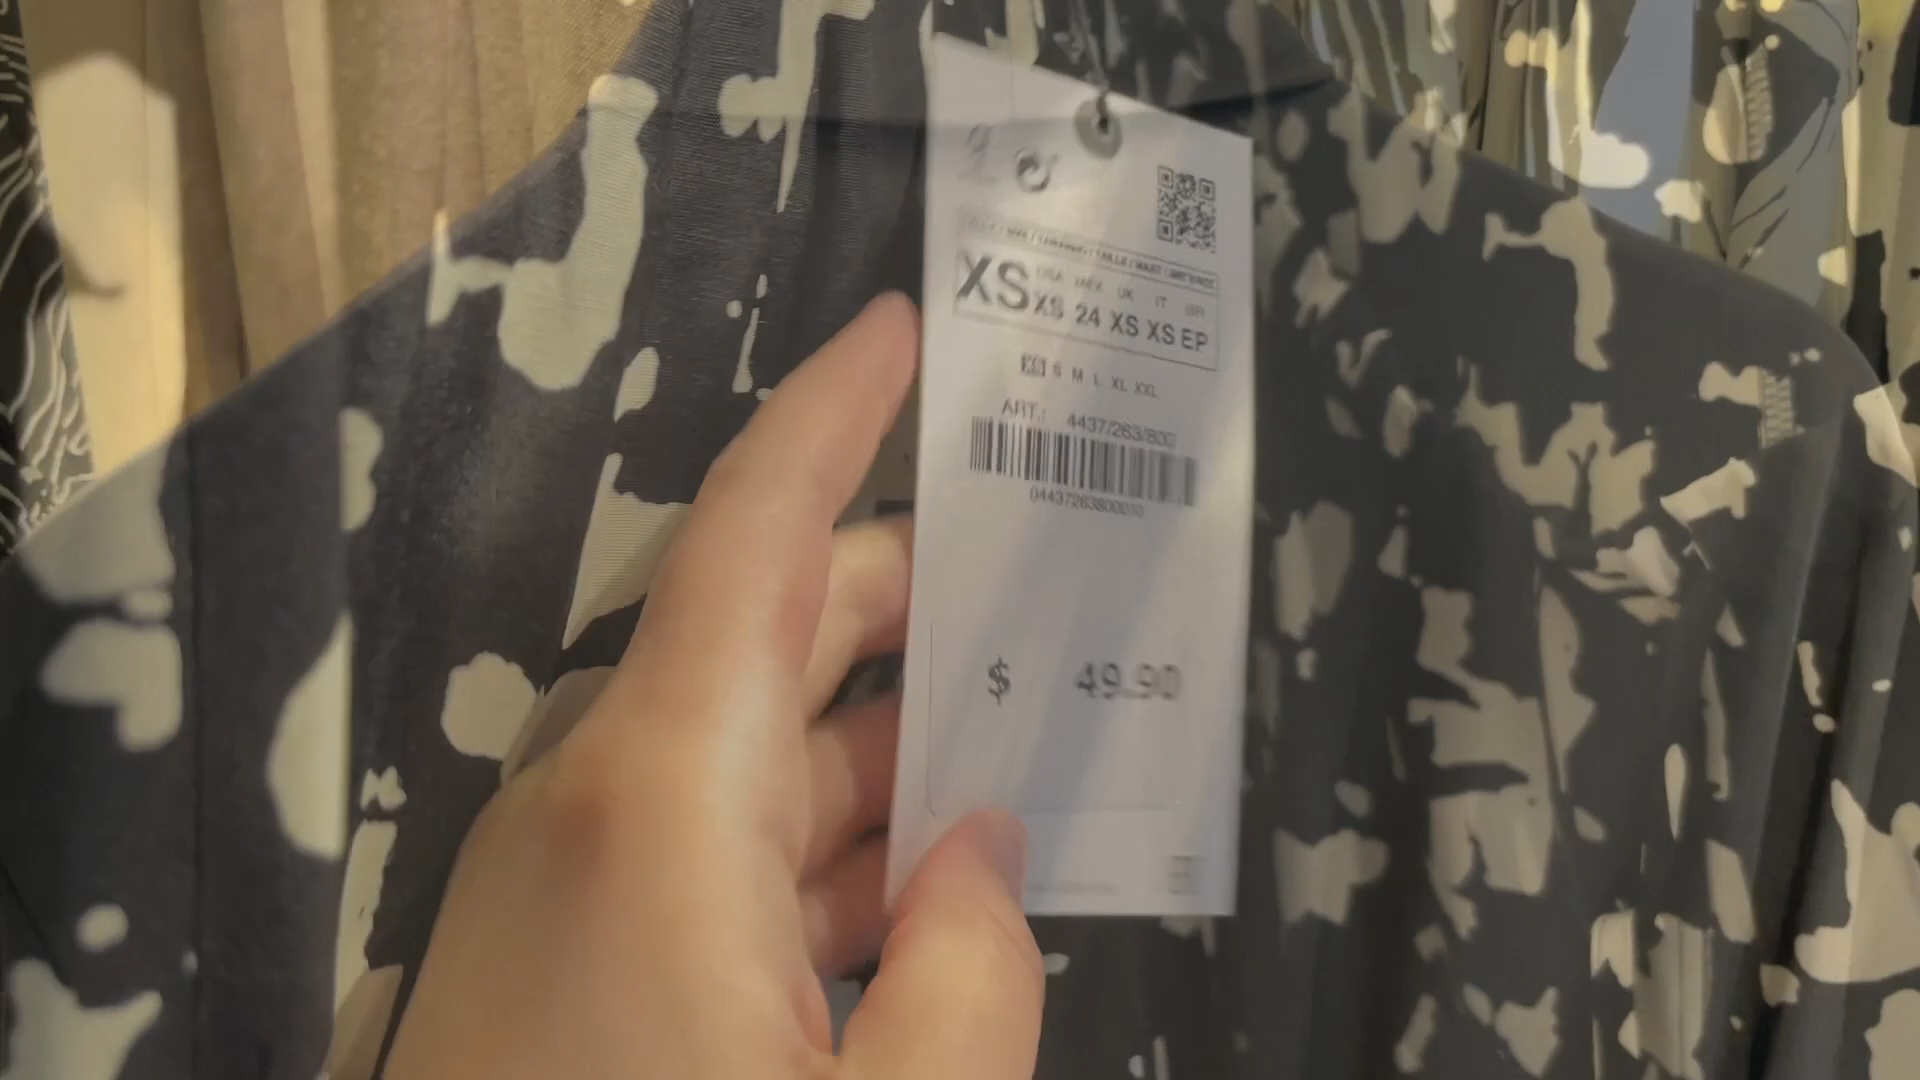 XS
USA MEX UK IT BR
XS 24 XS XS EP
XS S M L XL XXL
ART.: 4437/263/800
$ 49.90